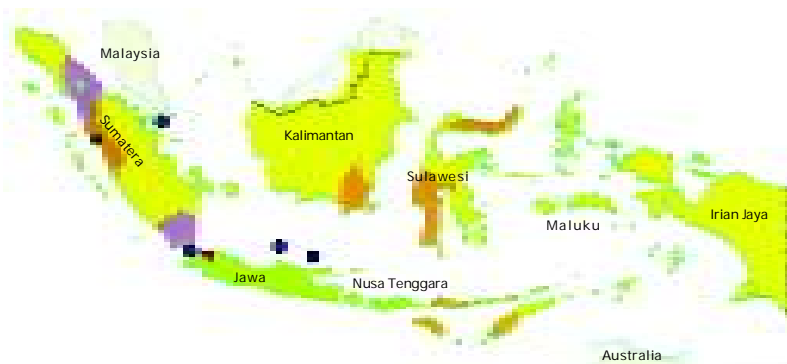 Malaysia
Sumatera
Kalimantan
Sulawesi
Maluku
Irian Jaya
Jawa
Nusa Tenggara
Australia